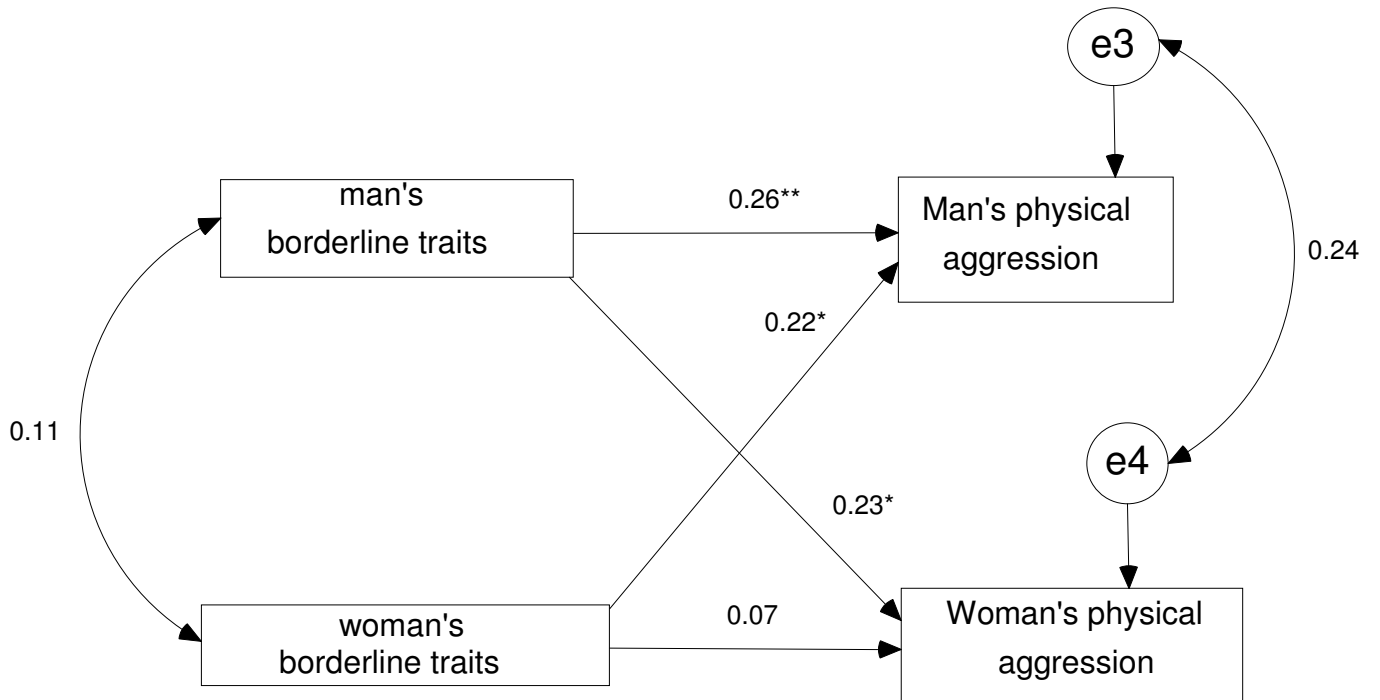 e3
man's
borderline traits
0.26**
Man's physical
aggression
0.24
0.22*
0.11
e4
0.23*
woman's
borderline traits
0.07
Woman's physical
aggression